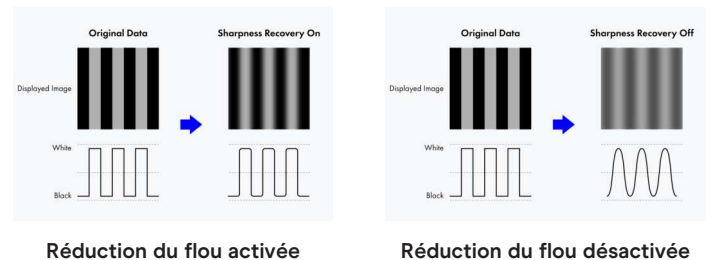 Original Data
Sharpness Recovery On
Displayed Image
White
Black
Réduction du flou activée
Original Data
Sharpness Recovery Off
Displayed Image
White
Black
Réduction du flou désactivée